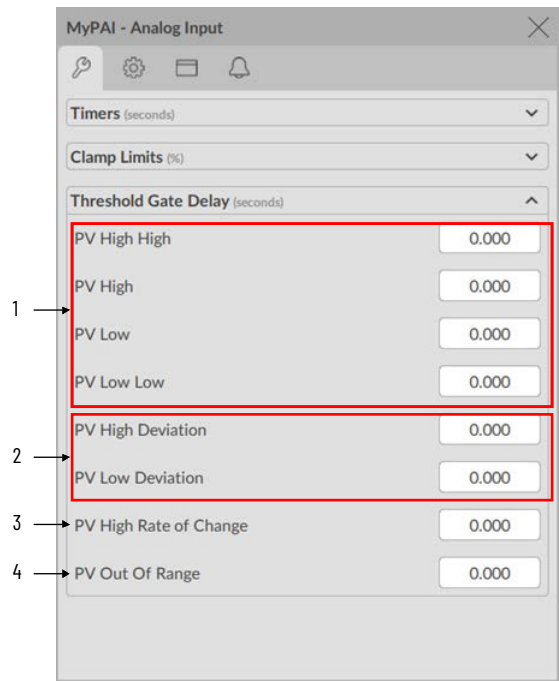 MyPAI - Analog Input
Timers (seconds)
Clamp Limits (%)
Threshold Gate Delay (seconds)
PV High High 0.000
PV High 0.000
1
PV Low 0.000
PV Low Low 0.000
PV High Deviation 0.000
2
PV Low Deviation 0.000
3 PV High Rate of Change 0.000
4 PV Out Of Range 0.000